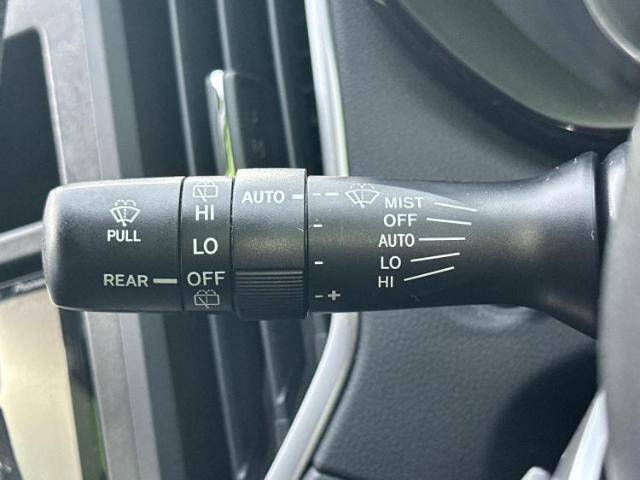 PULL
REAR
HI
LO
OFF
AUTO
- - 
-
-
-+
MIST
OFF
AUTO
LO
HI